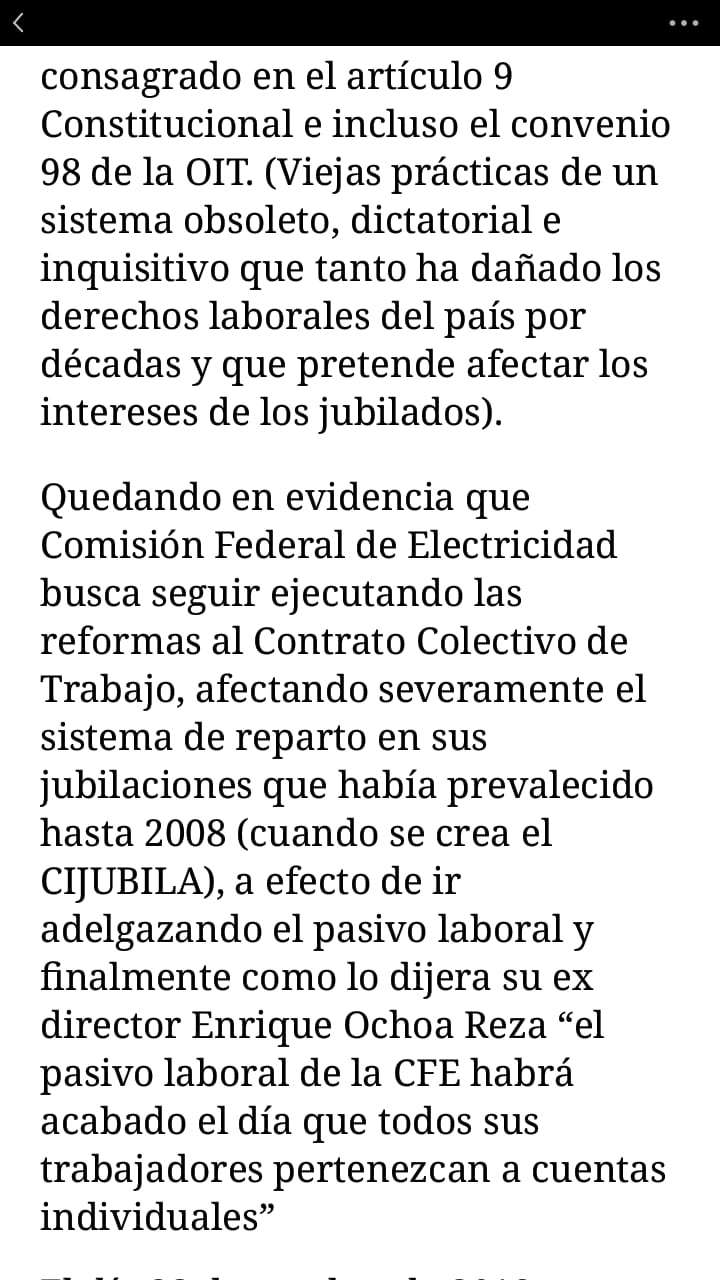 consagrado en el artículo 9
Constitucional e incluso el convenio
98 de la OIT. (Viejas prácticas de un
sistema obsoleto, dictatorial e
inquisitivo que tanto ha dañado los
derechos laborales del país por
décadas y que pretende afectar los
intereses de los jubilados).
Quedando en evidencia que
Comisión Federal de Electricidad
busca seguir ejecutando las
reformas al Contrato Colectivo de
Trabajo, afectando severamente el
sistema de reparto en sus
jubilaciones que había prevalecido
hasta 2008 (cuando se crea el
CIJUBILA), a efecto de ir
adelgazando el pasivo laboral y
finalmente como lo dijera su ex
director Enrique Ochoa Reza “el
pasivo laboral de la CFE habrá
acabado el día que todos sus
trabajadores pertenezcan a cuentas
individuales”